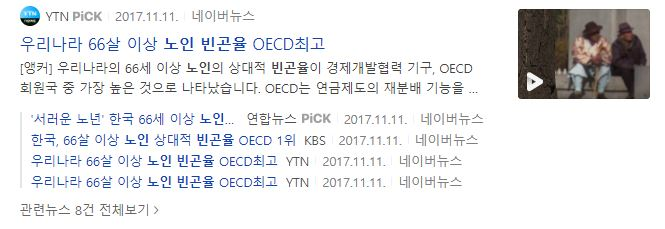 YTN PiCK 2017.11.11. 네이버뉴스
우리나라 66살 이상 노인 빈곤율 OECD최고
[앵커] 우리나라의 66세 이상 노인의 상대적 빈곤율이 경제개발협력 기구, OECD
회원국 중 가장 높은 것으로 나타났습니다. OECD는 연금제도의 재분배 기능을 ...
'서러운 노년' 한국 66세 이상 노인... 연합뉴스 PiCK 2017.11.11. 네이버뉴스
한국, 66살 이상 노인 상대적 빈곤율 OECD 1위 KBS 2017.11.11. 네이버뉴스
우리나라 66살 이상 노인 빈곤율 OECD최고 YTN 2017.11.11. 네이버뉴스
우리나라 66살 이상 노인 빈곤율 OECD최고 YTN 2017.11.11. 네이버뉴스
관련뉴스 8건 전체보기 >